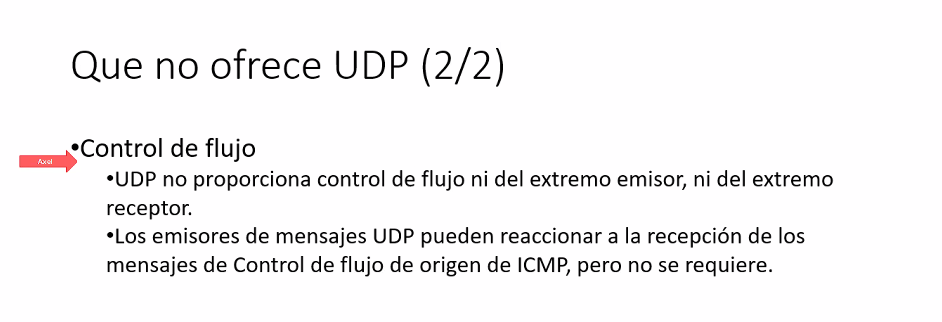 Que no ofrece UDP (2/2)
•Control de flujo
Axel
•UDP no proporciona control de flujo ni del extremo emisor, ni del extremo
receptor.
•Los emisores de mensajes UDP pueden reaccionar a la recepción de los
mensajes de Control de flujo de origen de ICMP, pero no se requiere.